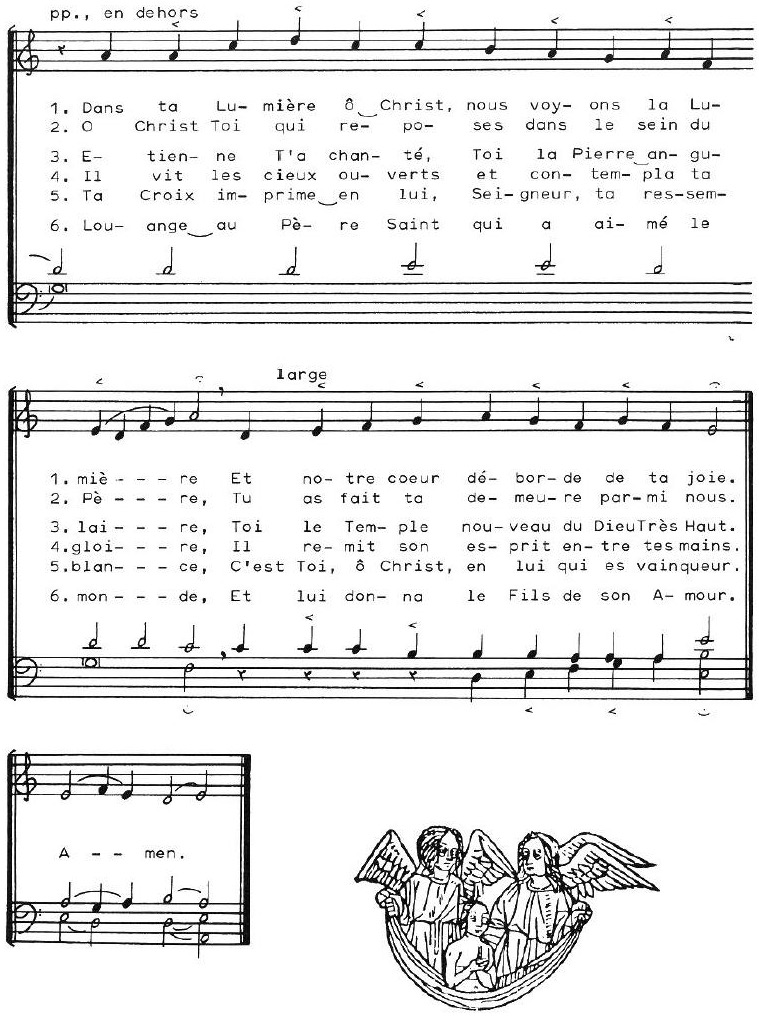 pp., en dehors
1. Dans ta Lu- mière ô Christ, nous voy- ons la Lu-
2. O Christ Toi qui re- po- ses dans le sein du
3. E- tien- ne T'a chan- té, Toi la Pierre an- gu-
4. Il vit les cieux ou- verts et con- tem- pla ta
5. Ta Croix im- prime en lui, Sei- gneur, ta res-sem-
6. Lou- ange au Pè- re Saint qui a ai- mé le
large
1. miè - - - re Et no- tre coeur dé- bor- de de ta joie.
2. Pè - - - re, Tu as fait ta de- meu- re par- mi nous.
3. lai- - - re, Toi le Tem- ple nou- veau du DieuTrès Haut.
4. gloi- - - re, Il re- mit son es- prit en- tre tes mains.
5. blan- - - ce, C'est Toi, ô Christ, en lui qui es vainqueur.
6. mon - - - de, Et lui don- na le Fils de son A- mour.
A - - men.